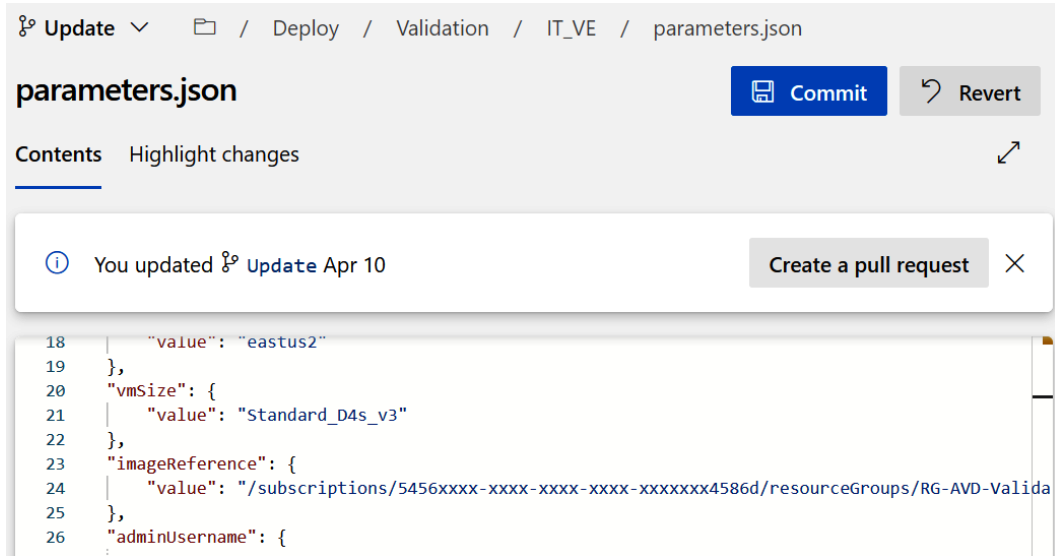 Update / Deploy / Validation / IT_VE / parameters.json
parameters.json
Commit Revert
Contents Highlight changes
You updated Update Apr 10 Create a pull request
18 "value": "eastus2"
19 },
20 "vmSize": {
21 "value": "Standard_D4s_v3"
22 },
23 "imageReference": {
24 "value": "/subscriptions/5456xxxx-xxxx-xxxx-xxxx-xxxxxxx4586d/resourceGroups/RG-AVD-Valida
25 },
26 "adminUsername": {